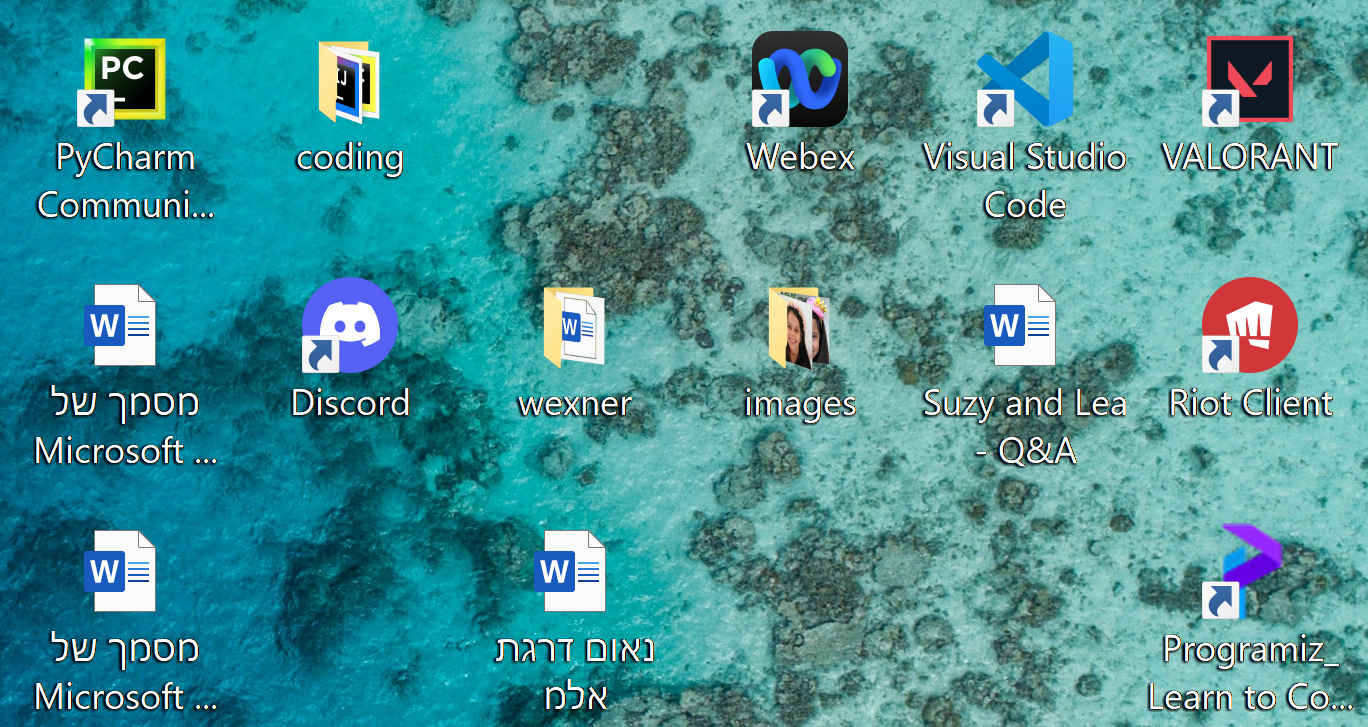 PyCharm
Communi...
coding
Webex
Visual Studio
Code
VALORANT
מסמך של
Microsoft ...
Discord
wexner
images
Suzy and Lea
- Q&A
Riot Client
מסמך של
Microsoft ...
נאום דרגת
אלמ
Programiz_
Learn to Co...